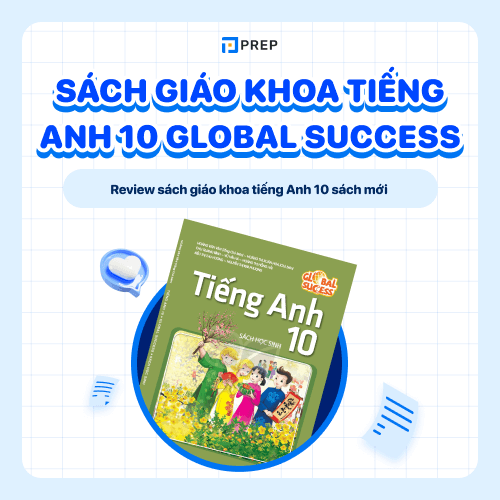 PREP
SÁCH GIÁO KHOA TIẾNG
ANH 10 GLOBAL SUCCESS
Review sách giáo khoa tiếng Anh 10 sách mới
GLOBAL
SUCCESS
Tiếng Anh
10
SÁCH HỌC SINH